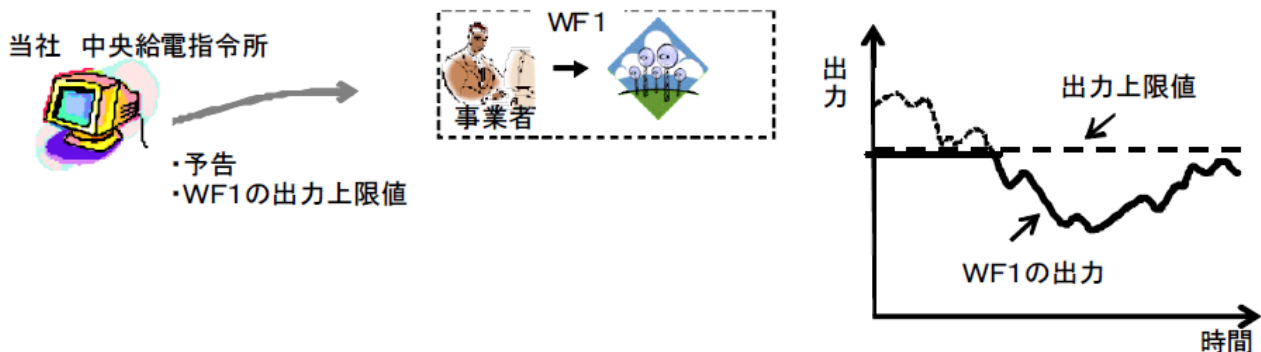 当社 中央給電指令所
・予告
・WF1の出力上限値
WF1
事業者
出力
出力上限値
WF1の出力
時間